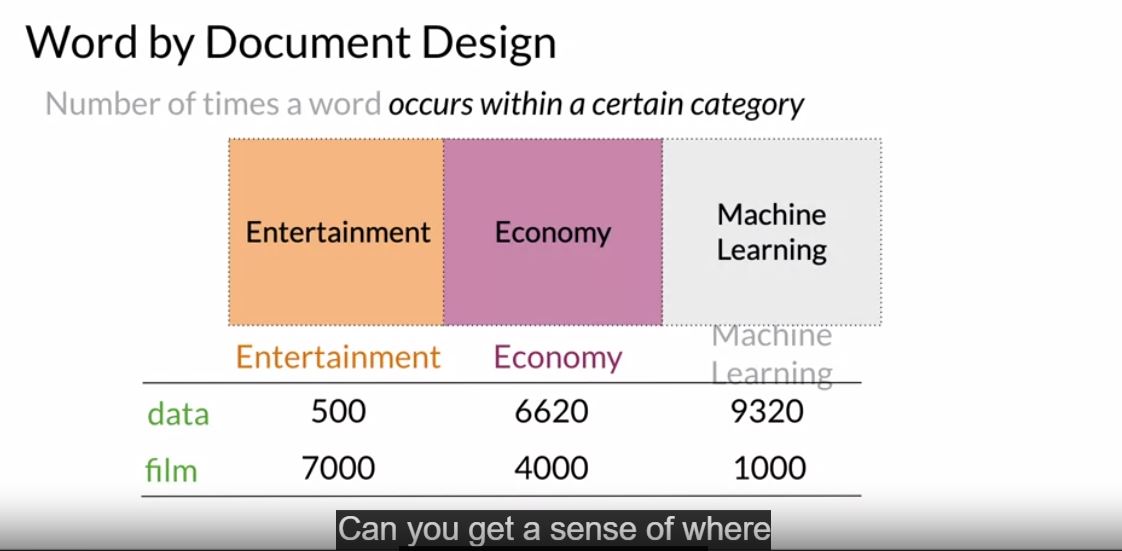 Word by Document Design
Number of times a word occurs within a certain category
Entertainment Economy Machine
Learning
Entertainment Economy Machine
Learning
data 500 6620 9320
film 7000 4000 1000
Can you get a sense of where